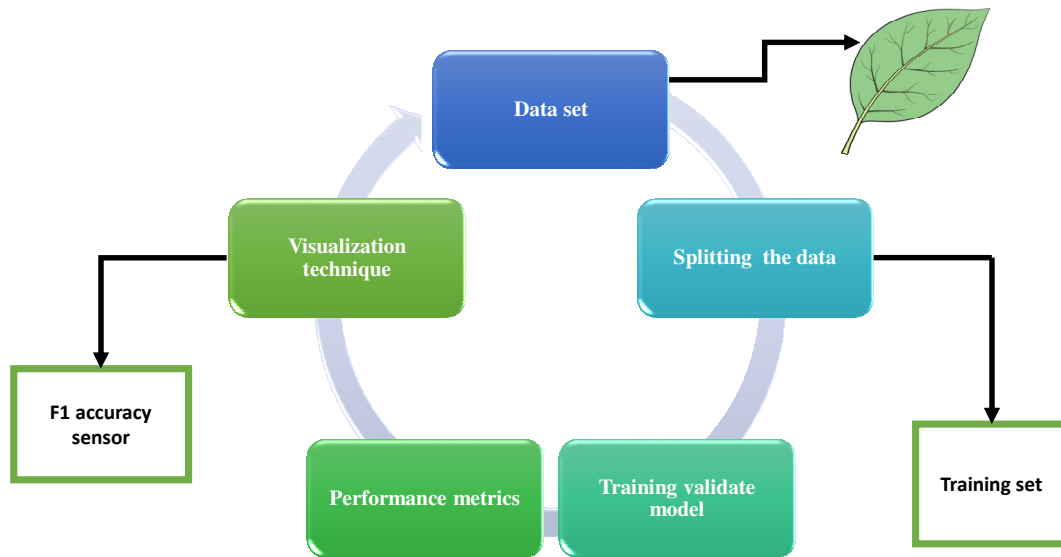 Data set
Visualization
technique
Splitting the data
F1 accuracy
sensor
Performance metrics
Training validate
model
Training set